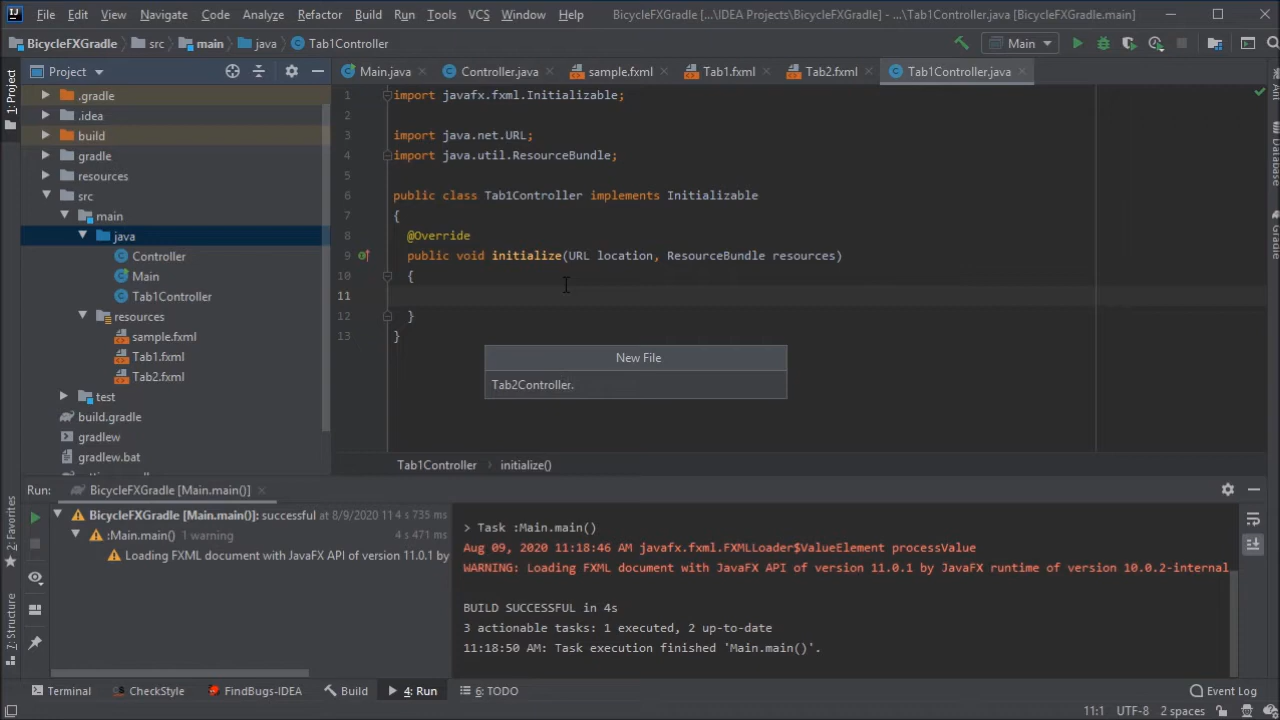 File Edit View Navigate Code Analyze Refactor Build Run Tools VCS Window Help BicycleFXGradle [...\IDEA Projects\BicycleFXGradle] - ...\Tab1Controller.java [BicycleFXGradle.Main.main]
BicycleFXGradle src main java Tab1Controller Main
1: Project
Project
Main.java Controller.java sample.fxml Tab1.fxml Tab2.fxml Tab1Controller.java
.gradle
.idea
build
gradle
resources
src
main
java
Controller
Main
Tab1Controller
resources
sample.fxml
Tab1.fxml
Tab2.fxml
test
build.gradle
gradlew
gradlew.bat
1 import javafx.fxml.Initializable;
2
3 import java.net.URL;
4 import java.util.ResourceBundle;
5
6 public class Tab1Controller implements Initializable
7 {
8 @Override
9 public void initialize(URL location, ResourceBundle resources)
10 {
11
12 }
13 }
New File
Tab2Controller.
Tab1Controller › initialize()
Ant
Database
Gradle
Run: BicycleFXGradle [Main.main()]
BicycleFXGradle [Main.main()]: successful at 8/9/2020 11 4 s 735 ms
:Main.main() 1 warning 4 s 471 ms
Loading FXML document with JavaFX API of version 11.0.1 by
> Task :Main.main()
Aug 09, 2020 11:18:46 AM javafx.fxml.FXMLLoader$ValueElement processValue
WARNING: Loading FXML document with JavaFX API of version 11.0.1 by JavaFX runtime of version 10.0.2-internal
BUILD SUCCESSFUL in 4s
3 actionable tasks: 1 executed, 2 up-to-date
11:18:50 AM: Task execution finished 'Main.main()'.
2: Favorites
7: Structure
Terminal CheckStyle FindBugs-IDEA Build 4: Run 6: TODO Event Log
11:1 UTF-8 2 spaces